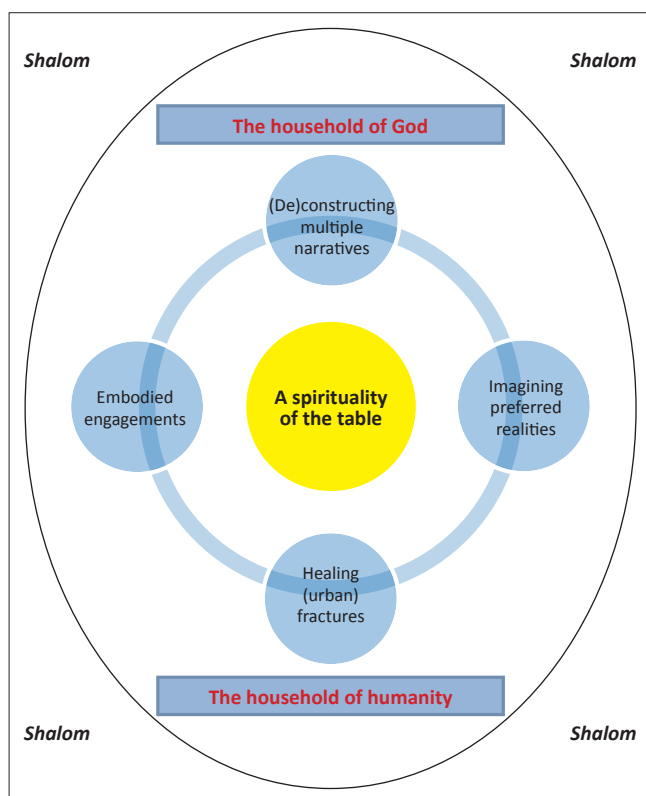 Shalom
Shalom
The household of God
(De)constructing
multiple
narratives
Embodied
engagements
A spirituality
of the table
Imagining
preferred
realities
Healing
(urban)
fractures
The household of humanity
Shalom
Shalom